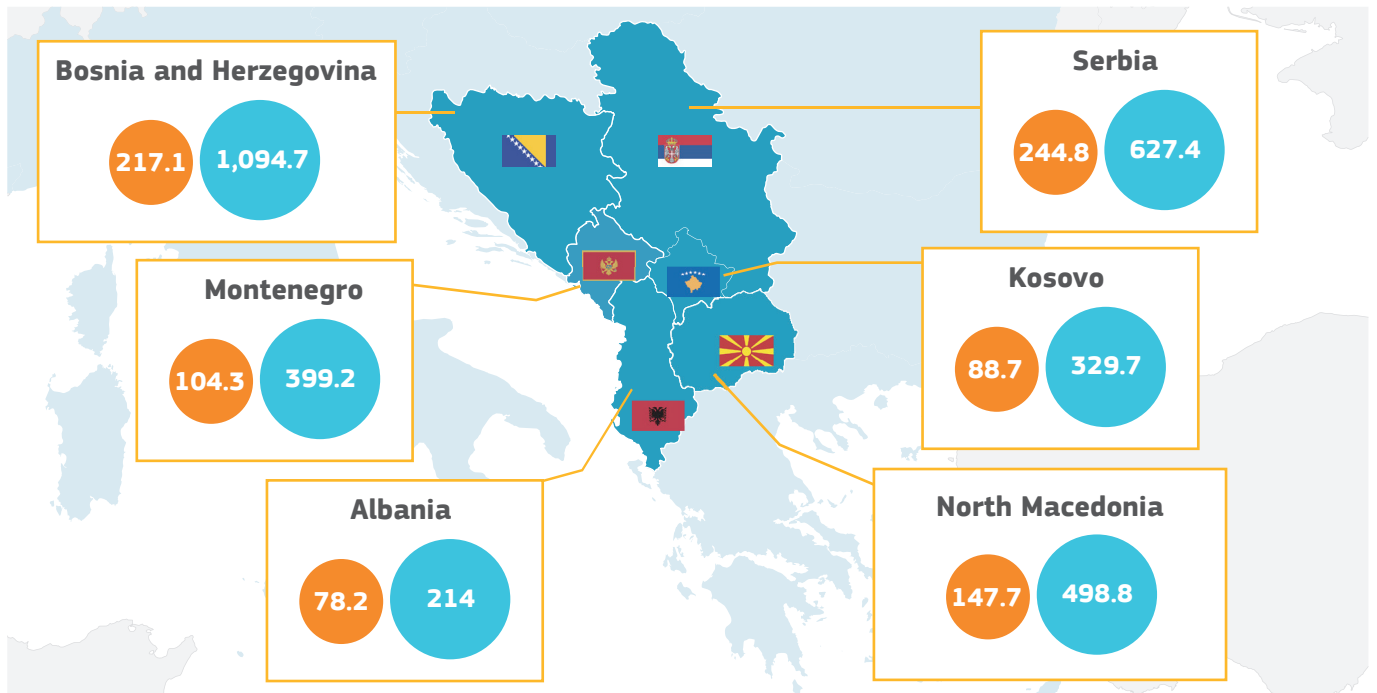 Bosnia and Herzegovina
217.1 1,094.7
Serbia
244.8 627.4
Montenegro
104.3 399.2
Kosovo
88.7 329.7
Albania
78.2 214
North Macedonia
147.7 498.8